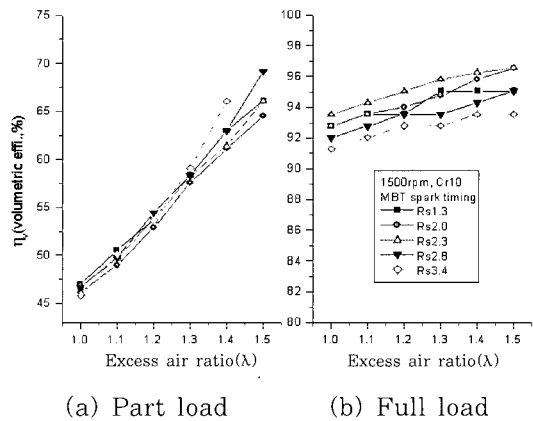 η
v
(volumetric effi.,%)
75
70
65
60
55
50
45
1.0 1.1 1.2 1.3 1.4 1.5
Excess air ratio(λ)
(a) Part load
100
98
96
94
92
90
88
86
84
82
80
1500rpm, Cr10
MBT spark timing
Rs1.3
Rs2.0
Rs2.3
Rs2.8
Rs3.4
1.0 1.1 1.2 1.3 1.4 1.5
Excess air ratio(λ)
(b) Full load